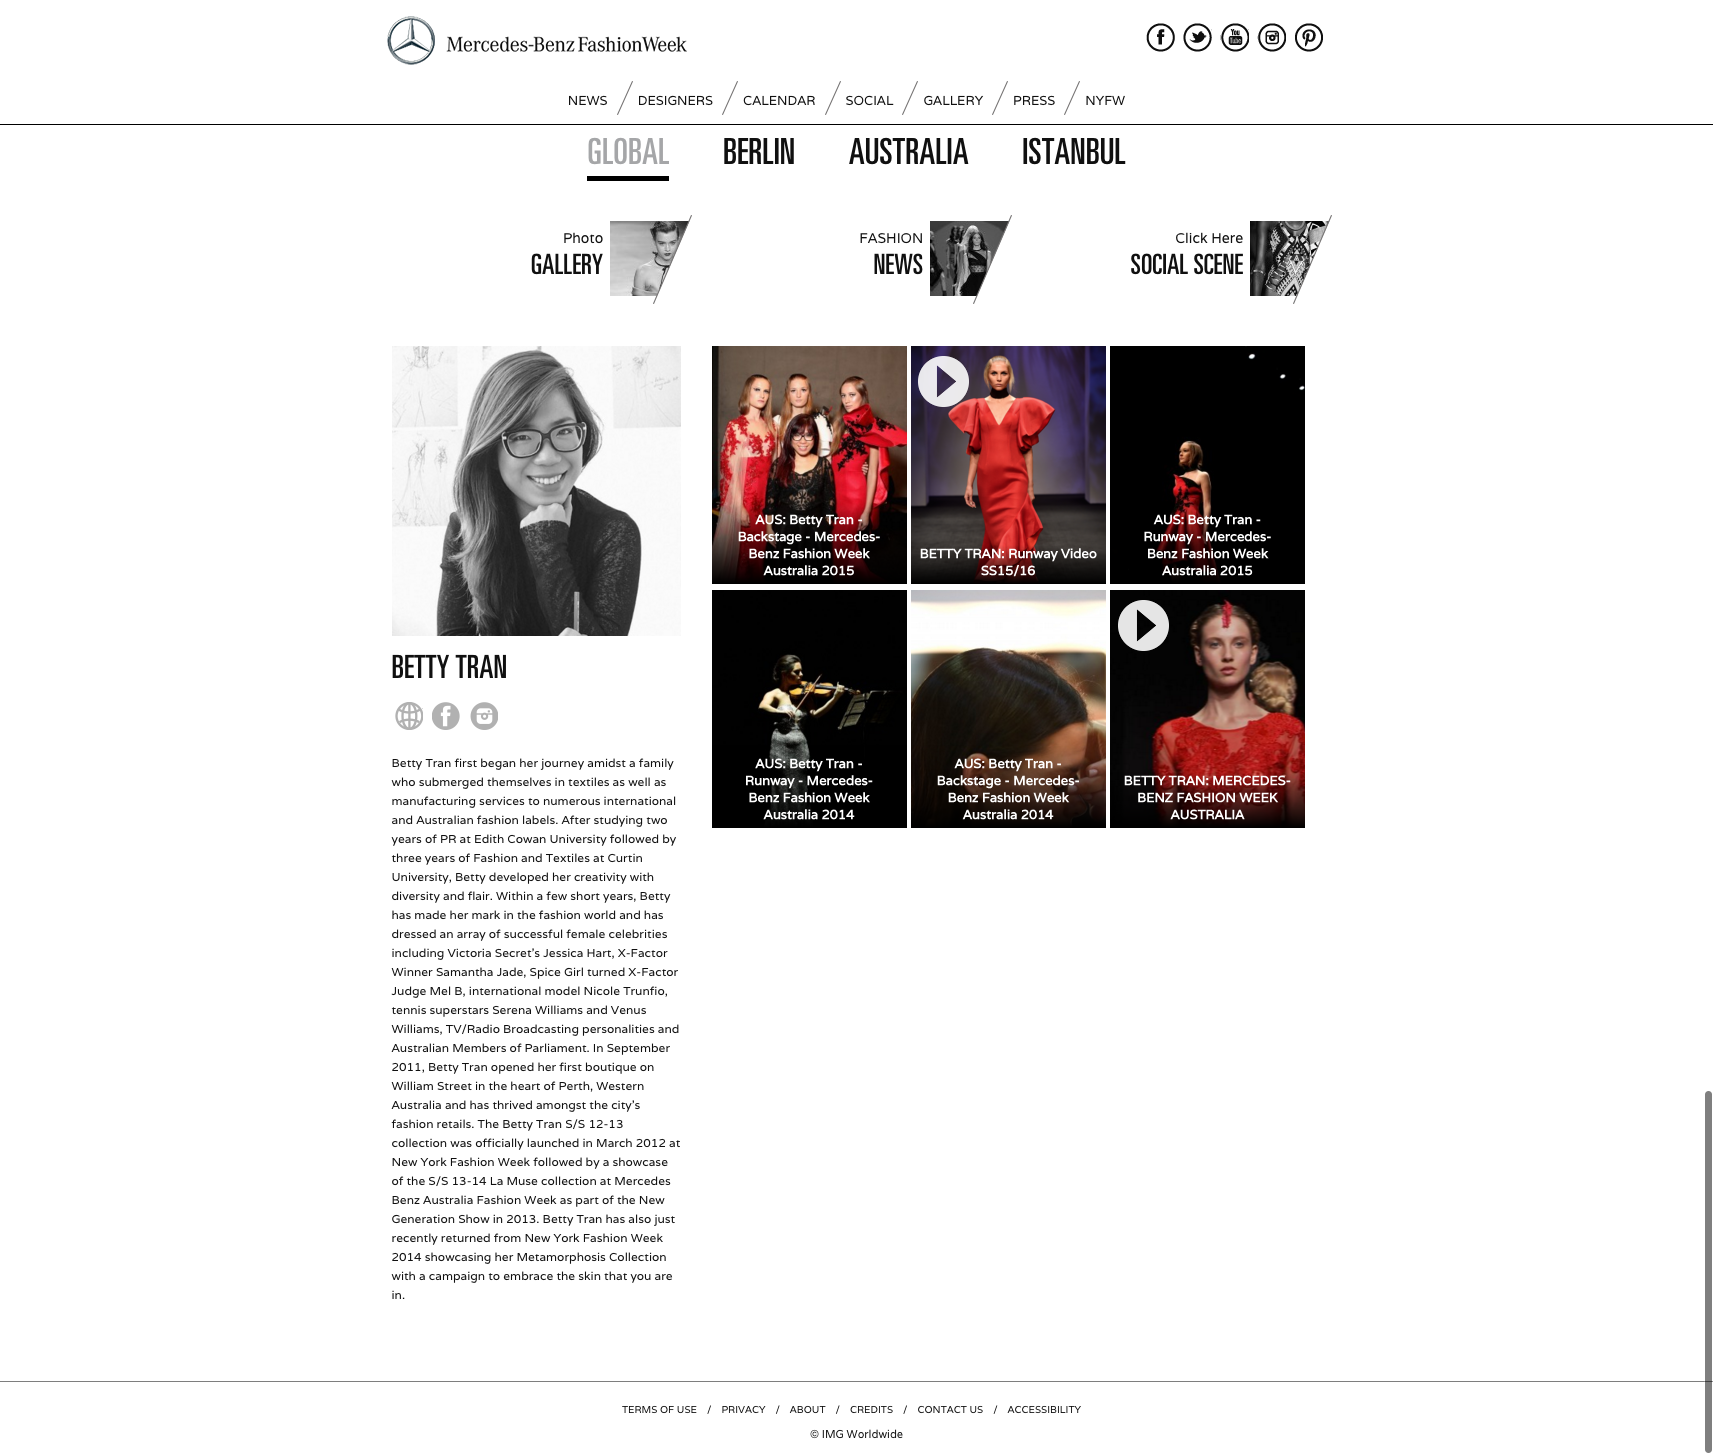 Mercedes-Benz FashionWeek
NEWS
DESIGNERS
CALENDAR
SOCIAL
GALLERY
PRESS
NYFW
GLOBAL
BERLIN
AUSTRALIA
ISTANBUL
Photo
GALLERY
FASHION
NEWS
Click Here
SOCIAL SCENE
BETTY TRAN
Betty Tran first began her journey amidst a family
who submerged themselves in textiles as well as
manufacturing services to numerous international
and Australian fashion labels. After studying two
years of PR at Edith Cowan University followed by
three years of Fashion and Textiles at Curtin
University, Betty developed her creativity with
diversity and flair. Within a few short years, Betty
has made her mark in the fashion world and has
dressed an array of successful female celebrities
including Victoria Secret's Jessica Hart, X-Factor
Winner Samantha Jade, Spice Girl turned X-Factor
Judge Mel B, international model Nicole Trunfio,
tennis superstars Serena Williams and Venus
Williams, TV/Radio Broadcasting personalities and
Australian Members of Parliament. In September
2011, Betty Tran opened her first boutique on
William Street in the heart of Perth, Western
Australia and has thrived amongst the city's
fashion retails. The Betty Tran S/S 12-13
collection was officially launched in March 2012 at
New York Fashion Week followed by a showcase
of the S/S 13-14 La Muse collection at Mercedes
Benz Australia Fashion Week as part of the New
Generation Show in 2013. Betty Tran has also just
recently returned from New York Fashion Week
2014 showcasing her Metamorphosis Collection
with a campaign to embrace the skin that you are
in.
AUS: Betty Tran -
Backstage - Mercedes-
Benz Fashion Week
Australia 2015
BETTY TRAN: Runway Video
SS15/16
AUS: Betty Tran -
Runway - Mercedes-
Benz Fashion Week
Australia 2015
AUS: Betty Tran -
Runway - Mercedes-
Benz Fashion Week
Australia 2014
AUS: Betty Tran -
Backstage - Mercedes-
Benz Fashion Week
Australia 2014
BETTY TRAN: MERCEDES-
BENZ FASHION WEEK
AUSTRALIA
TERMS OF USE / PRIVACY / ABOUT / CREDITS / CONTACT US / ACCESSIBILITY
© IMG Worldwide